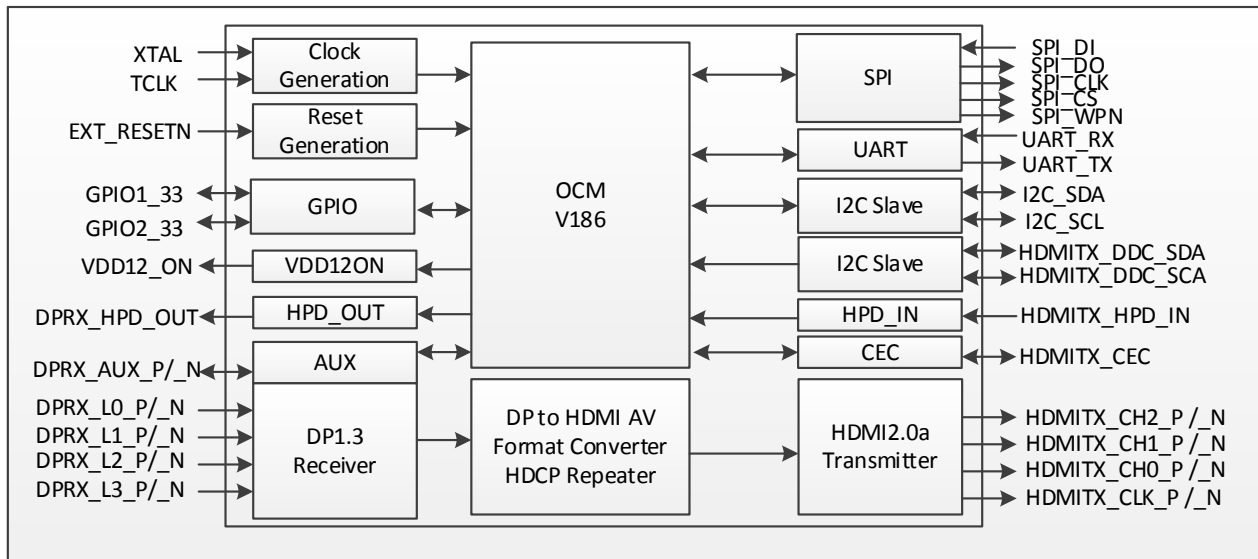 XTAL
TCLK
EXT_RESETN
GPIO1_33
GPIO2_33
VDD12_ON
DPRX_HPD_OUT
DPRX_AUX_P/_N
DPRX_L0_P/_N
DPRX_L1_P/_N
DPRX_L2_P/_N
DPRX_L3_P/_N
Clock
Generation
Reset
Generation
GPIO
VDD12ON
HPD_OUT
AUX
DP1.3
Receiver
OCM
V186
DP to HDMI AV
Format Converter
HDCP Repeater
SPI
UART
I2C Slave
I2C Slave
HPD_IN
CEC
HDMI2.0a
Transmitter
SPI_DI
SPI_DO
SPI_CLK
SPI_CS
SPI_WPN
UART_RX
UART_TX
I2C_SDA
I2C_SCL
HDMITX_DDC_SDA
HDMITX_DDC_SCA
HDMITX_HPD_IN
HDMITX_CEC
HDMITX_CH2_P /_N
HDMITX_CH1_P /_N
HDMITX_CH0_P /_N
HDMITX_CLK_P /_N